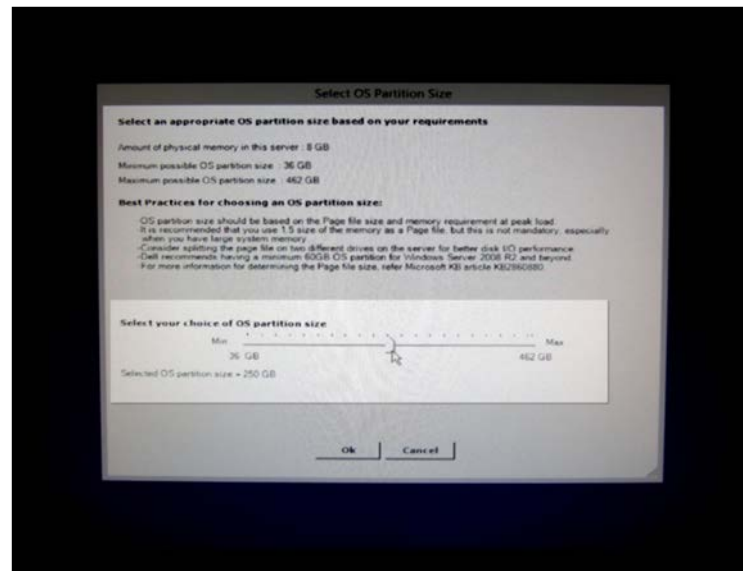 Select OS Partition Size
Select an appropriate OS partition size based on your requirements
Amount of physical memory in this server : 8 GB
Minimum possible OS partition size : 36 GB
Maximum possible OS partition size : 462 GB
Best Practices for choosing an OS partition size:
-OS partition size should be based on the Page file size and memory requirement at peak load.
-It is recommended that you use 1.5 size of the memory as a Page file, but this is not mandatory, especially
when you have large system memory.
-Consider splitting the page file on two different drives on the server for better disk I/O performance.
-Dell recommends having a minimum 60GB OS partition for Windows Server 2008 R2 and beyond.
-For more information for determining the Page file size, refer Microsoft KB article KB2860880.
Select your choice of OS partition size
Min Max
36 GB 462 GB
Selected OS partition size = 250 GB
Ok Cancel